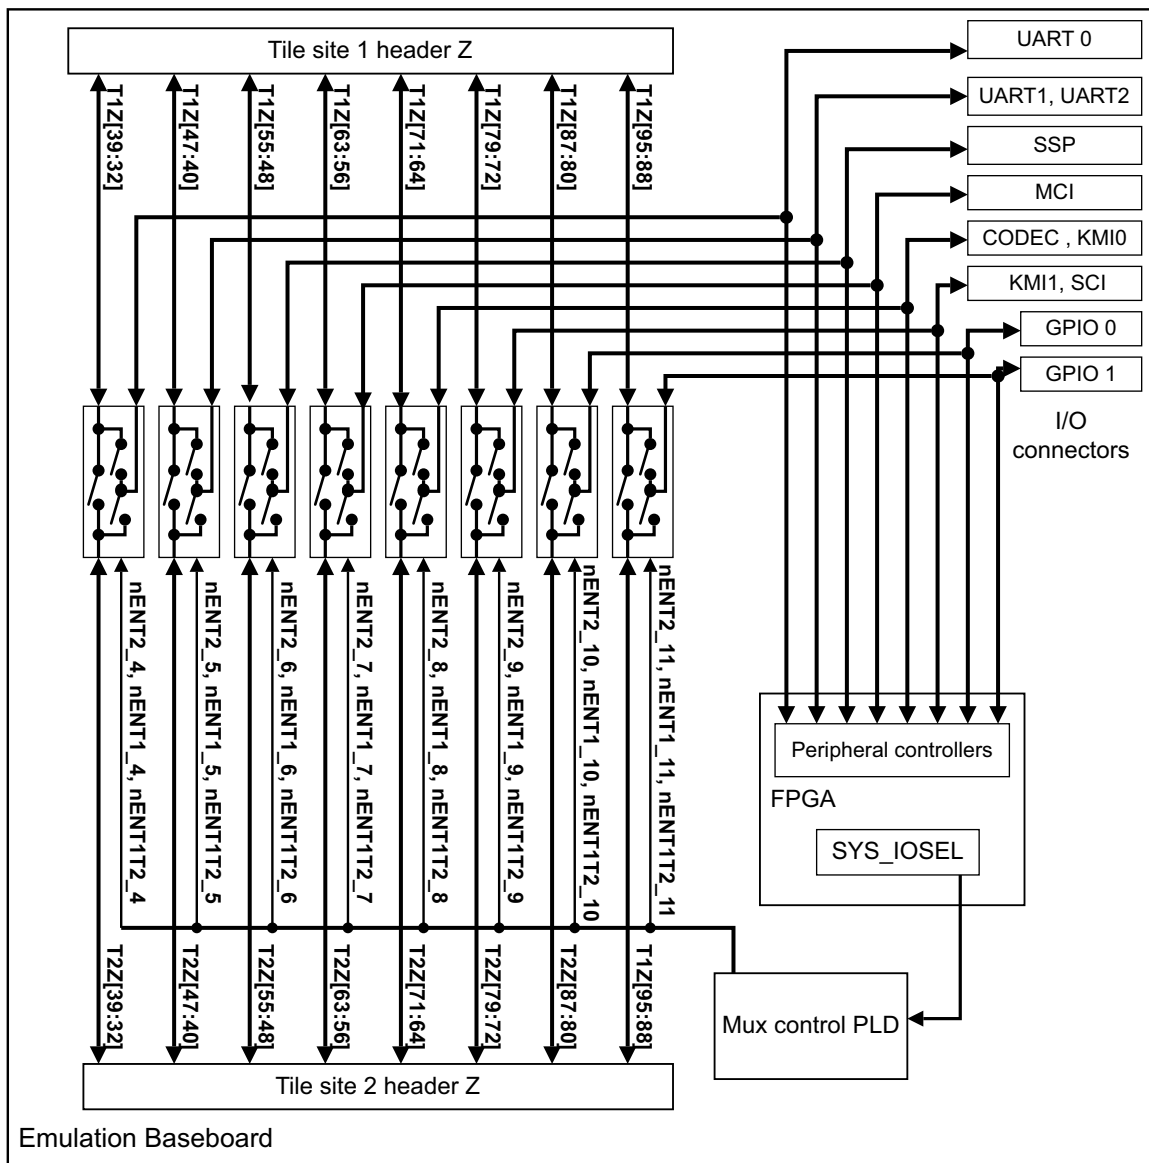 Tile site 1 header Z
UART 0
UART1, UART2
SSP
MCI
CODEC , KMI0
KMI1, SCI
GPIO 0
GPIO 1
I/O
connectors
T1Z[39:32]
T1Z[47:40]
T1Z[55:48]
T1Z[63:56]
T1Z[71:64]
T1Z[79:72]
T1Z[87:80]
T1Z[95:88]
nENT2_4, nENT1_4, nENT1T2_4
nENT2_5, nENT1_5, nENT1T2_5
nENT2_6, nENT1_6, nENT1T2_6
nENT2_7, nENT1_7, nENT1T2_7
nENT2_8, nENT1_8, nENT1T2_8
nENT2_9, nENT1_9, nENT1T2_9
nENT2_10, nENT1_10, nENT1T2_10
nENT2_11, nENT1_11, nENT1T2_11
Peripheral controllers
FPGA
SYS_IOSEL
T2Z[39:32]
T2Z[47:40]
T2Z[55:48]
T2Z[63:56]
T2Z[71:64]
T2Z[79:72]
T2Z[87:80]
T1Z[95:88]
Mux control PLD
Tile site 2 header Z
Emulation Baseboard